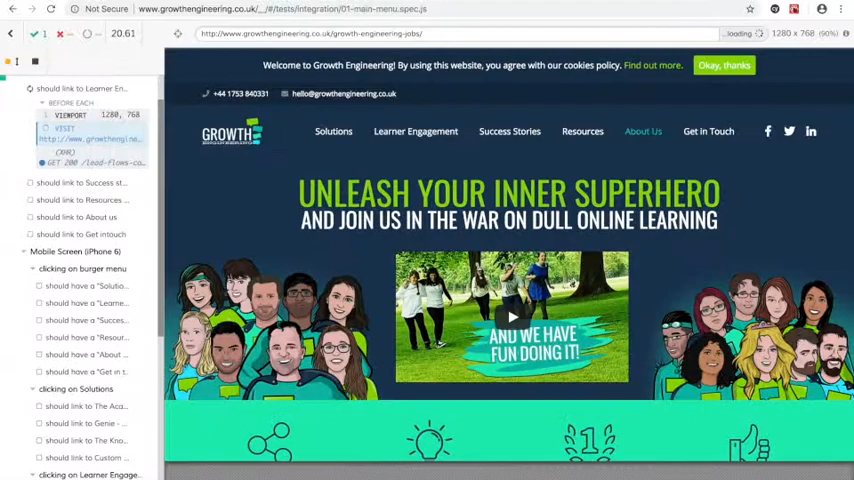 Not Secure www.growthengineering.co.uk/__/#/tests/integration/01-main-menu.spec.js
1 20.61 http://www.growthengineering.co.uk/growth-engineering-jobs/ ...loading 1280 x 768 (90%)
should link to Learner En...
BEFORE EACH
1 VIEWPORT 1280, 768
VISIT
http://www.growthengine...
(XHR)
GET 200 /lead-flows-co...
should link to Success st...
should link to Resources ...
should link to About us
should link to Get intouch
Mobile Screen (iPhone 6)
clicking on burger menu
should have a "Solutio...
should have a "Learne...
should have a "Succes...
should have a "Resour...
should have a "About ...
should have a "Get in t...
clicking on Solutions
should link to The Aca...
should link to Genie - ...
should link to The Kno...
should link to Custom ...
clicking on Learner Engage...
Welcome to Growth Engineering! By using this website, you agree with our cookies policy. Find out more. Okay, thanks
+44 1753 840331 hello@growthengineering.co.uk
GROWTH
ENGINEERING
Solutions Learner Engagement Success Stories Resources About Us Get in Touch
UNLEASH YOUR INNER SUPERHERO
AND JOIN US IN THE WAR ON DULL ONLINE LEARNING
AND WE HAVE
FUN DOING IT!
1